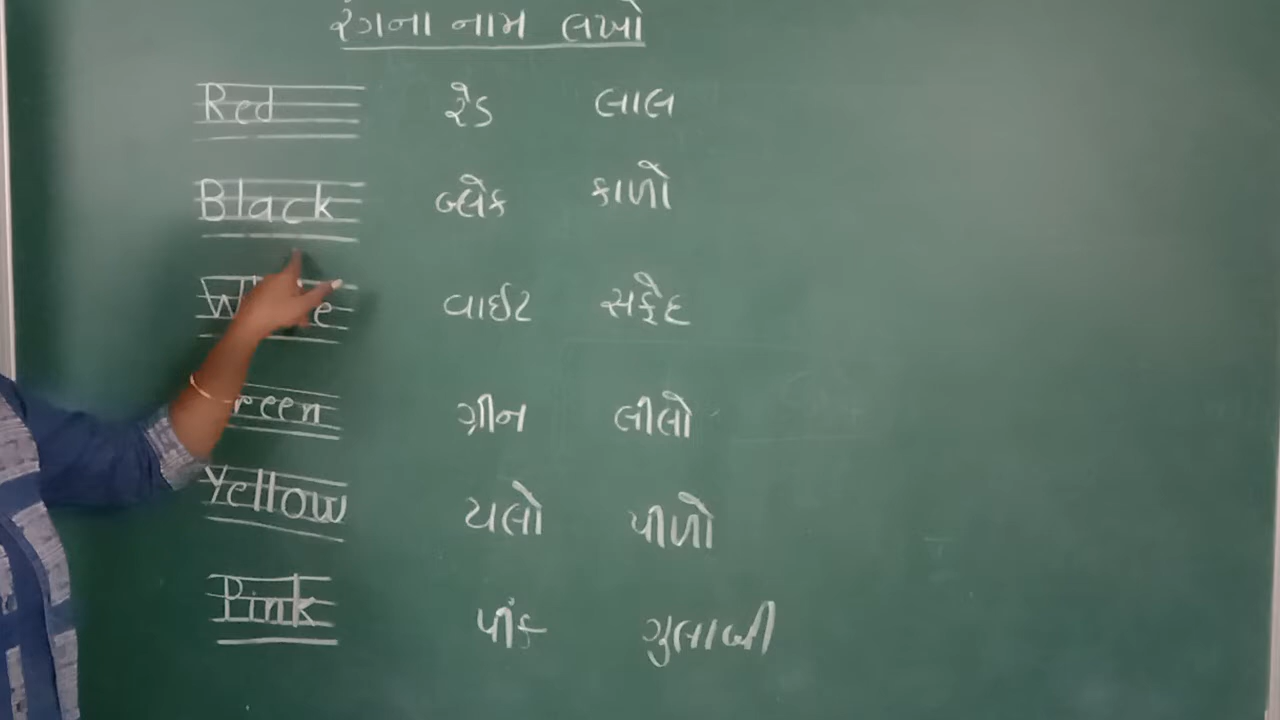 રંગના નામ લખો
Red રેડ લાલ
Black બ્લેક કાળો
વાઈટ સફેદ
ગ્રીન લીલો
Yellow યલો પીળો
Pink પીંક ગુલાબી